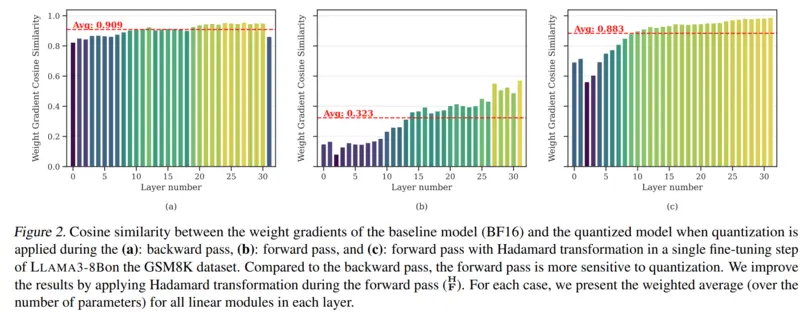 Weight Gradient Cosine Similarity
1.0
0.8
0.6
0.4
0.2
0.0
Avg: 0.909
0 5 10 15 20 25 30
Layer number
(a)
Weight Gradient Cosine Similarity
Avg: 0.323
0 5 10 15 20 25 30
Layer number
(b)
Weight Gradient Cosine Similarity
Avg: 0.883
0 5 10 15 20 25 30
Layer number
(c)
Figure 2. Cosine similarity between the weight gradients of the baseline model (BF16) and the quantized model when quantization is
applied during the (a): backward pass, (b): forward pass, and (c): forward pass with Hadamard transformation in a single fine-tuning step
of LLAMA3-8Bon the GSM8K dataset. Compared to the backward pass, the forward pass is more sensitive to quantization. We improve
the results by applying Hadamard transformation during the forward pass (H/F). For each case, we present the weighted average (over the
number of parameters) for all linear modules in each layer.